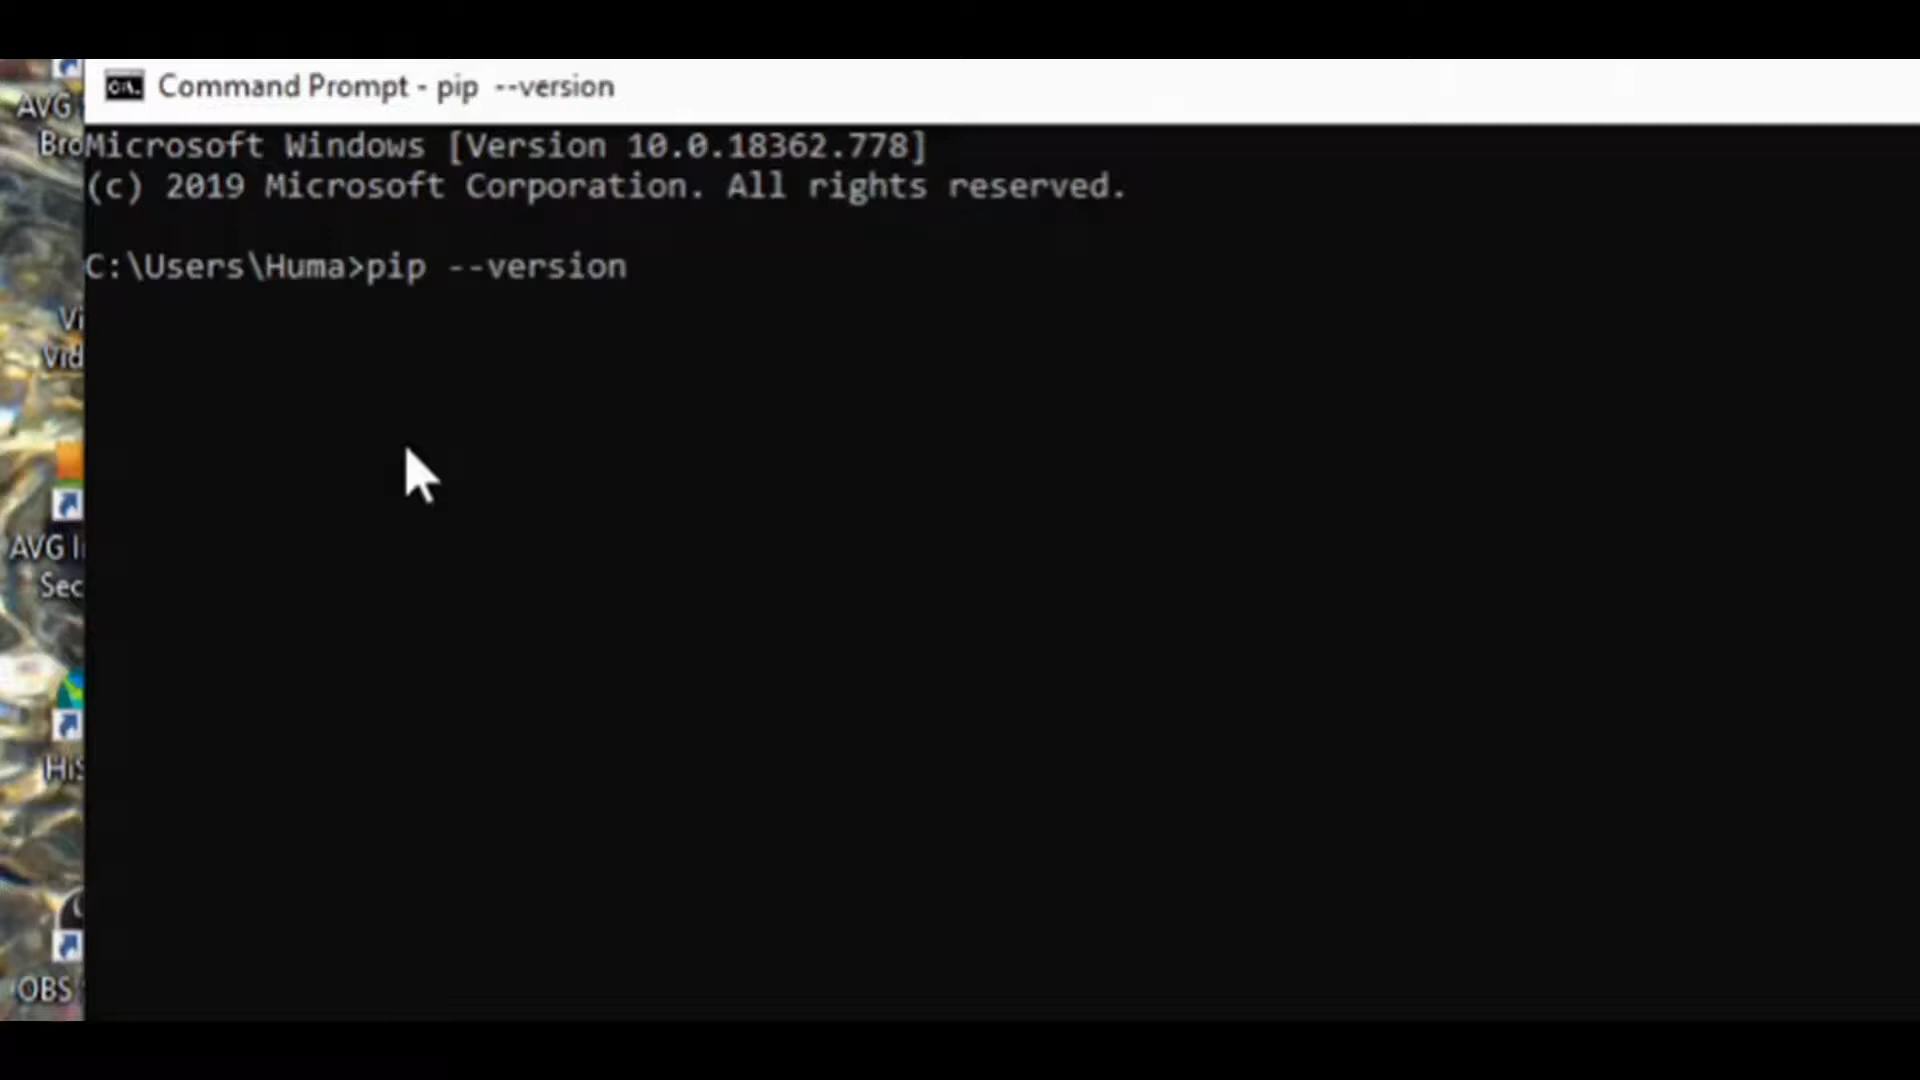 Command Prompt - pip --version
Microsoft Windows [Version 10.0.18362.778]
(c) 2019 Microsoft Corporation. All rights reserved.
C:\Users\Huma>pip --version
AVG
Bro
Vi
Vid
AVG I
Sec
HiS
OBS